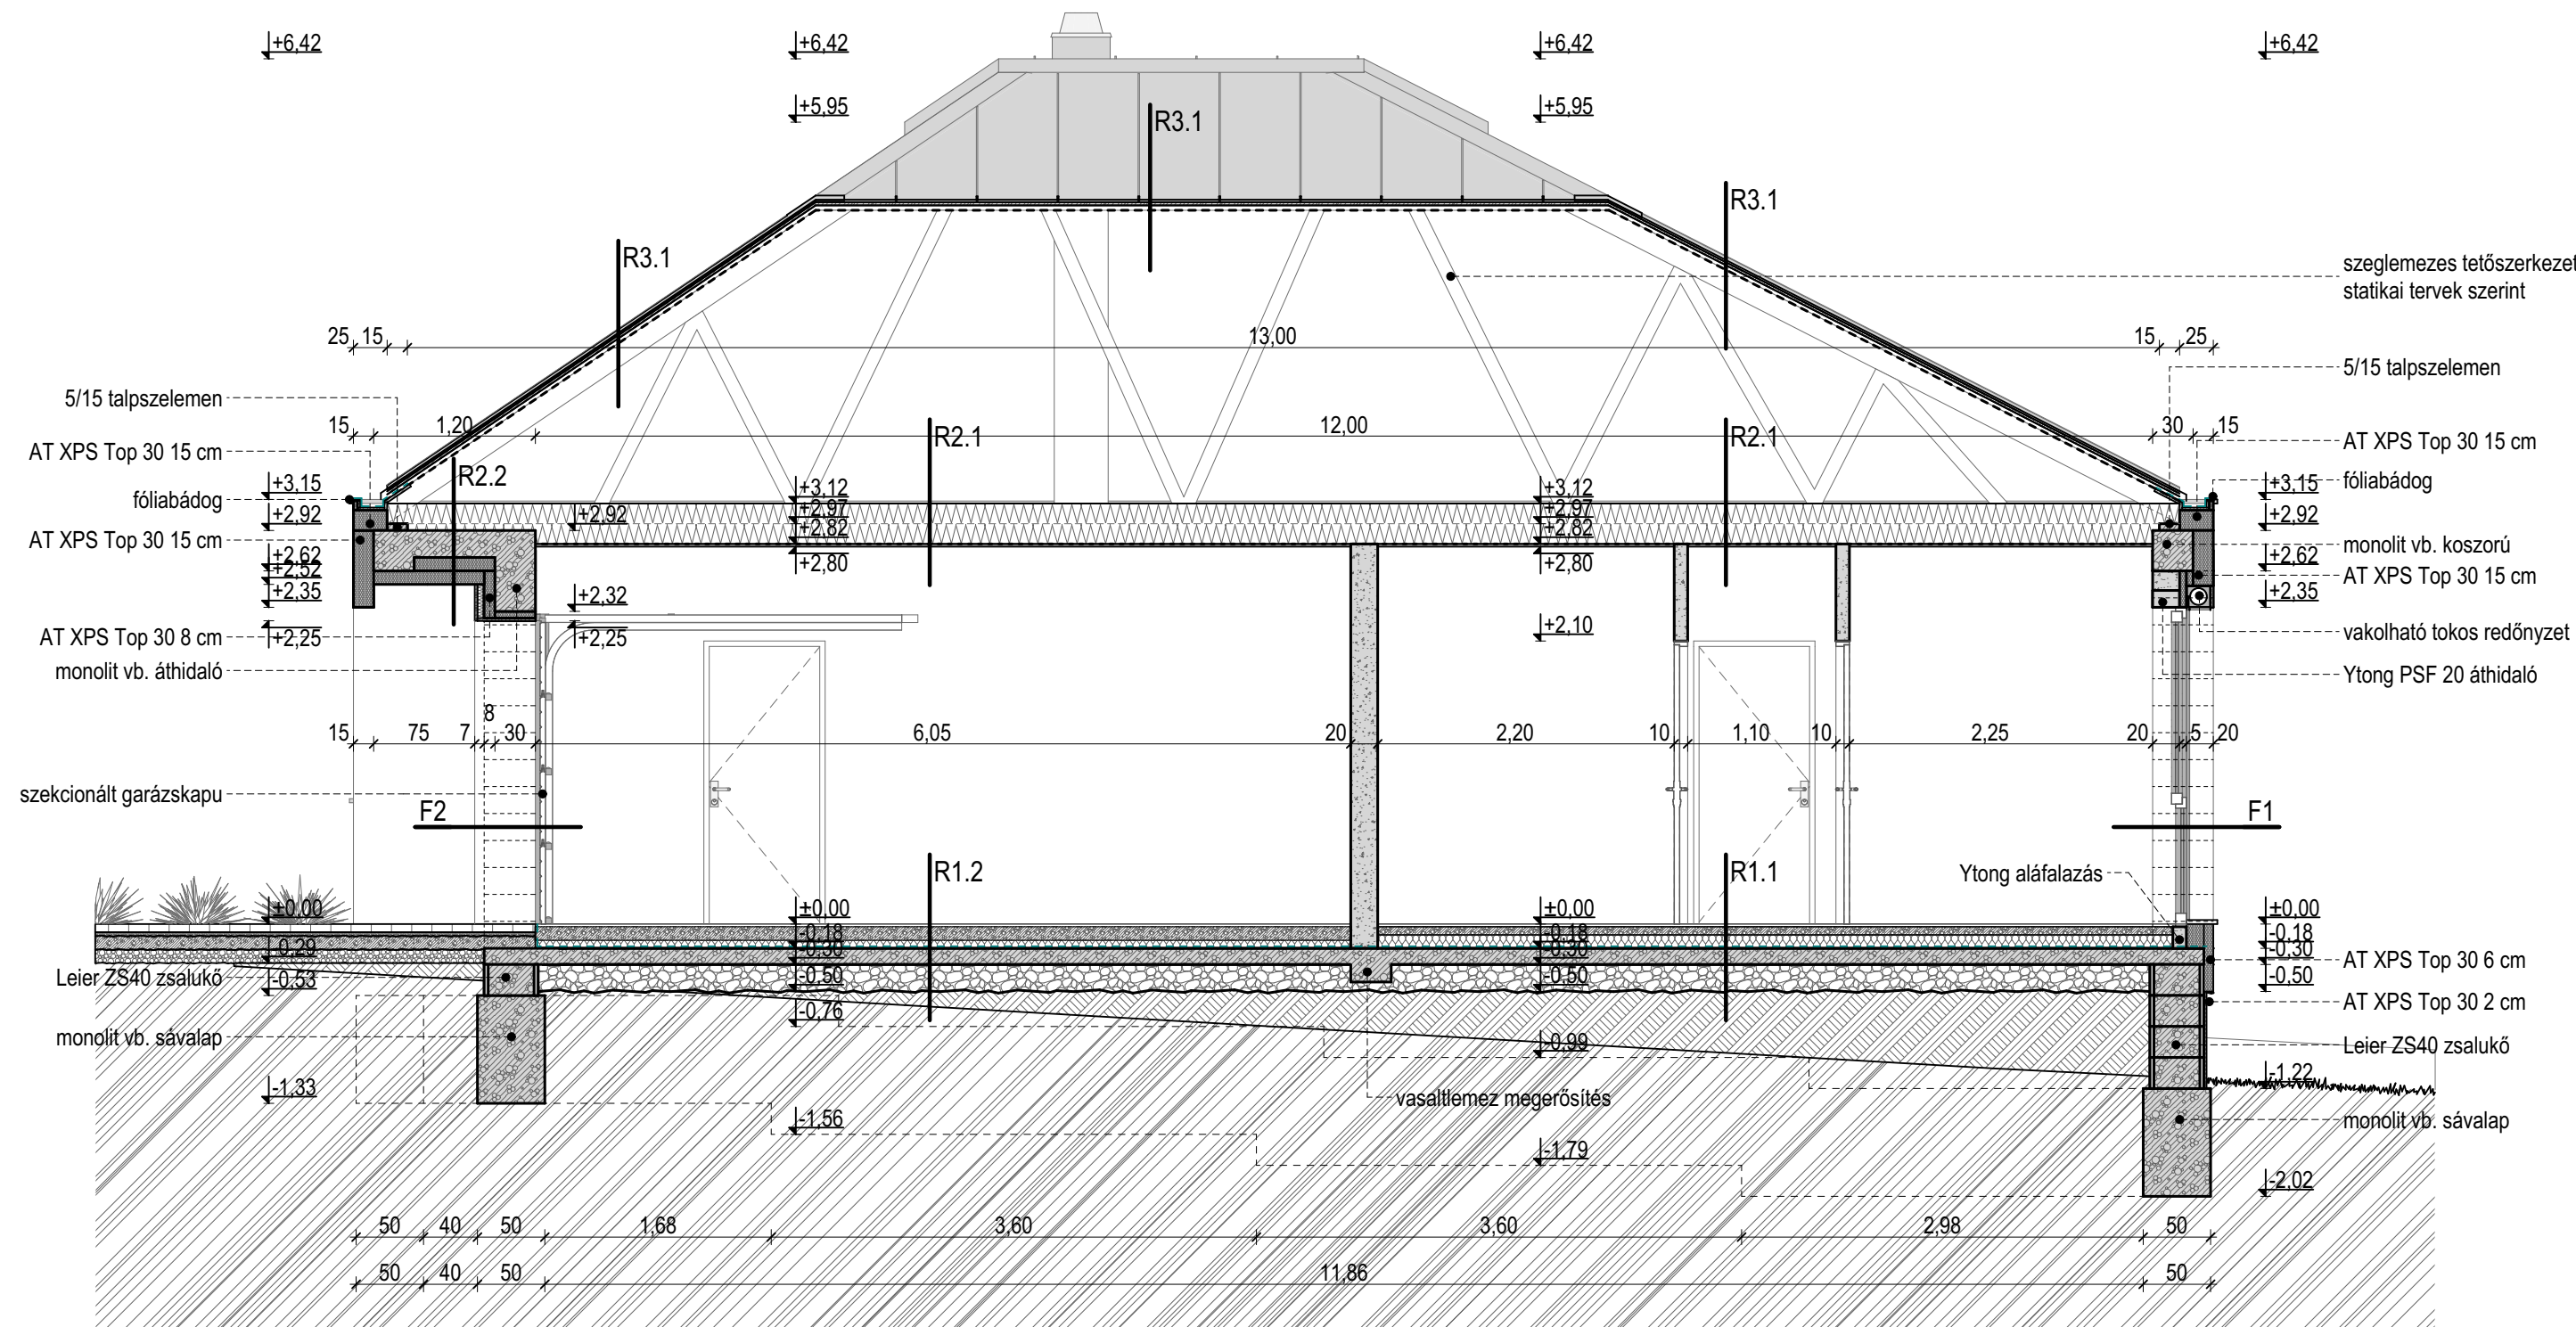 +6,42 +6,42 +6,42 +6,42
+5,95 +5,95
R3.1
R3.1
R3.1
szeglemezes tetőszerkezet
statikai tervek szerint
25 15 13,00 15 25
5/15 talpszelemen
5/15 talpszelemen
15 1,20 12,00 30 15
R2.1 R2.1
AT XPS Top 30 15 cm
AT XPS Top 30 15 cm
R2.2
fóliabádog
fóliabádog
+3,15 +3,12 +3,12 +3,15
+2,97 +2,97
+2,92 +2,92 +2,82 +2,82 +2,92
AT XPS Top 30 15 cm
monolit vb. koszorú
+2,62 +2,80 +2,80 +2,62
+2,52
AT XPS Top 30 15 cm
+2,35 +2,32 +2,35
+2,25 +2,25 +2,10
AT XPS Top 30 8 cm
vakolható tokos redőnyzet
monolit vb. áthidaló
Ytong PSF 20 áthidaló
8
15 75 7 30 6,05 20 2,20 10 1,10 10 2,25 20 5 20
szekcionált garázskapu
F2 F1
R1.2 R1.1
Ytong aláfalazás
±0,00 ±0,00 ±0,00 ±0,00
-0,18 -0,18 -0,18
-0,29 -0,30 -0,30 -0,30
AT XPS Top 30 6 cm
Leier ZS40 zsalukő
-0,53 -0,50 -0,50 -0,50
AT XPS Top 30 2 cm
-0,76
monolit vb. sávalap
-0,99
Leier ZS40 zsalukő
-1,33 -1,22
vasaltlemez megerősítés
-1,56
monolit vb. sávalap
-1,79
-2,02
50 40 50 1,68 3,60 3,60 2,98 50
50 40 50 11,86 50